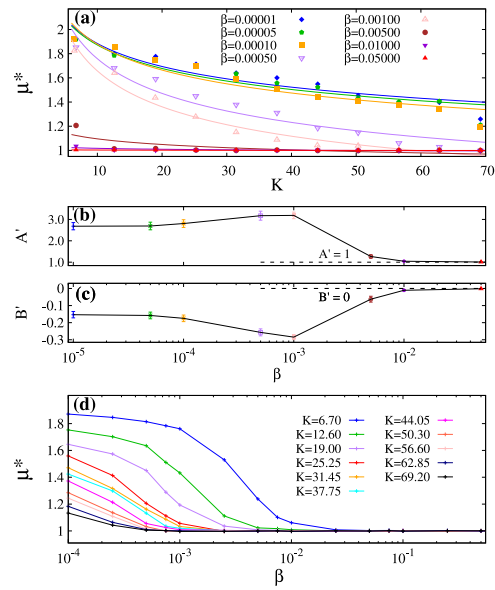 (a)
β=0.00001
β=0.00005
β=0.00010
β=0.00050
β=0.00100
β=0.00500
β=0.01000
β=0.05000
μ*
2
1.8
1.6
1.4
1.2
1
10 20 30 40 50 60 70
K
(b)
A'
3.0
2.0
1.0
A' = 1
(c)
B'
0
-0.1
-0.2
-0.3
B' = 0
10⁻⁵ 10⁻⁴ 10⁻³ 10⁻²
β
(d)
K=6.70
K=12.60
K=19.00
K=25.25
K=31.45
K=37.75
K=44.05
K=50.30
K=56.60
K=62.85
K=69.20
μ*
1.8
1.6
1.4
1.2
1
10⁻⁴ 10⁻³ 10⁻² 10⁻¹
β